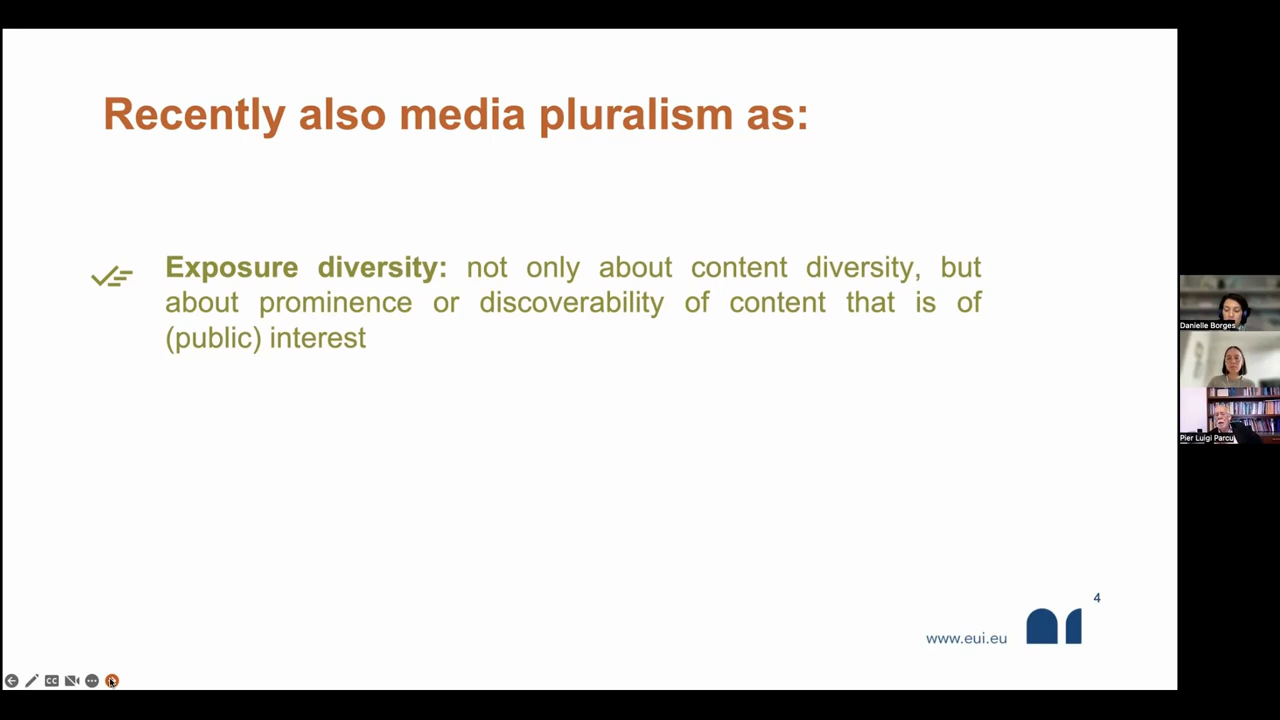 Recently also media pluralism as:
Exposure diversity: not only about content diversity, but
about prominence or discoverability of content that is of
(public) interest
4
www.eui.eu
Danielle Borges
Pier Luigi Parcu
CC